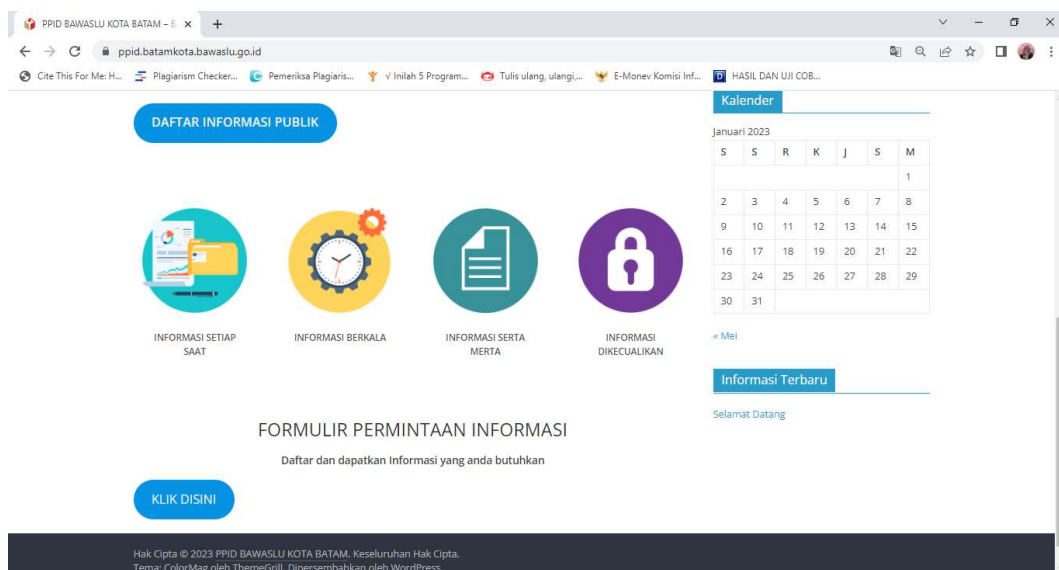 PPID BAWASLU KOTA BATAM – B
ppid.batamkota.bawaslu.go.id
Cite This For Me: H... Plagiarism Checker... Pemeriksa Plagiaris... √ Inilah 5 Program... Tulis ulang, ulangi,... E-Monev Komisi Inf... HASIL DAN UJI COB...
DAFTAR INFORMASI PUBLIK
INFORMASI SETIAP
SAAT
INFORMASI BERKALA
INFORMASI SERTA
MERTA
INFORMASI
DIKECUALIKAN
FORMULIR PERMINTAAN INFORMASI
Daftar dan dapatkan Informasi yang anda butuhkan
KLIK DISINI
Kalender
Januari 2023
S S R K J S M
1
2 3 4 5 6 7 8
9 10 11 12 13 14 15
16 17 18 19 20 21 22
23 24 25 26 27 28 29
30 31
« Mei
Informasi Terbaru
Selamat Datang
Hak Cipta © 2023 PPID BAWASLU KOTA BATAM. Keseluruhan Hak Cipta.
Tema: ColorMag oleh ThemeGrill. Dipersembahkan oleh WordPress.